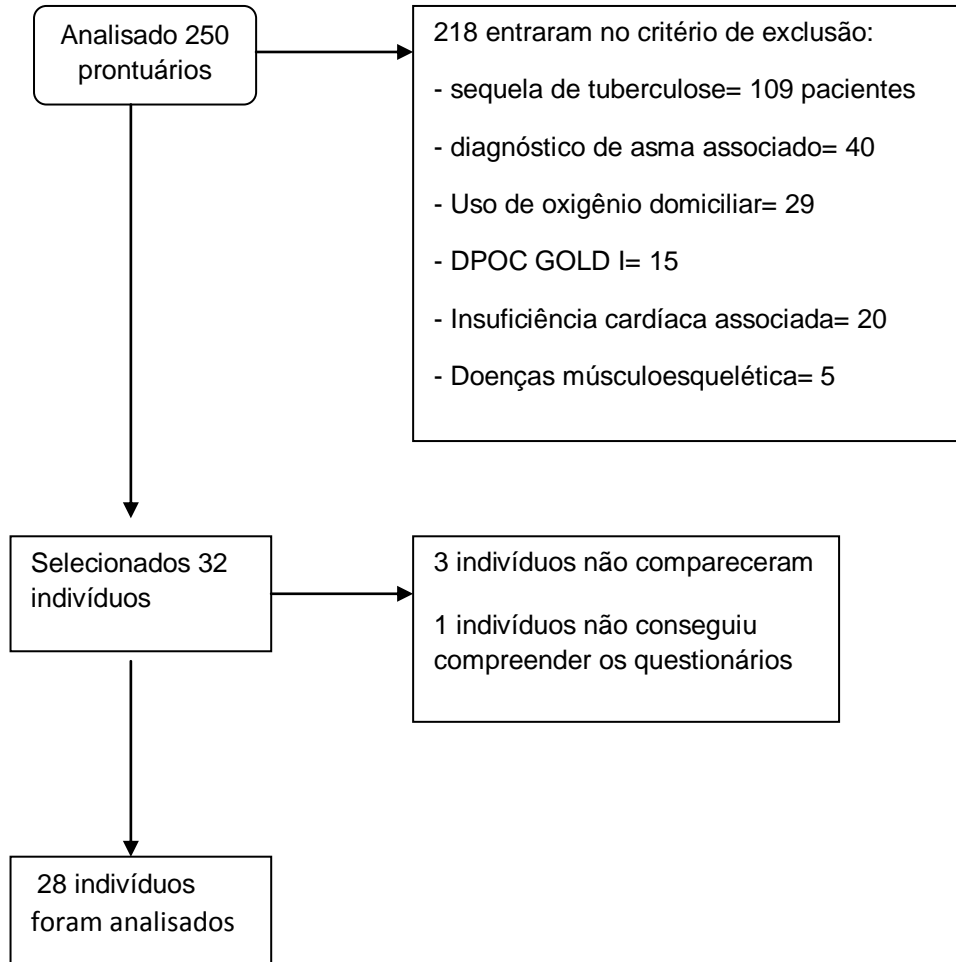 Analisado 250
prontuários
218 entraram no critério de exclusão:
- sequela de tuberculose= 109 pacientes
- diagnóstico de asma associado= 40
- Uso de oxigênio domiciliar= 29
- DPOC GOLD I= 15
- Insuficiência cardíaca associada= 20
- Doenças músculoesquelética= 5
Selecionados 32
indivíduos
3 indivíduos não compareceram
1 indivíduos não conseguiu
compreender os questionários
28 indivíduos
foram analisados